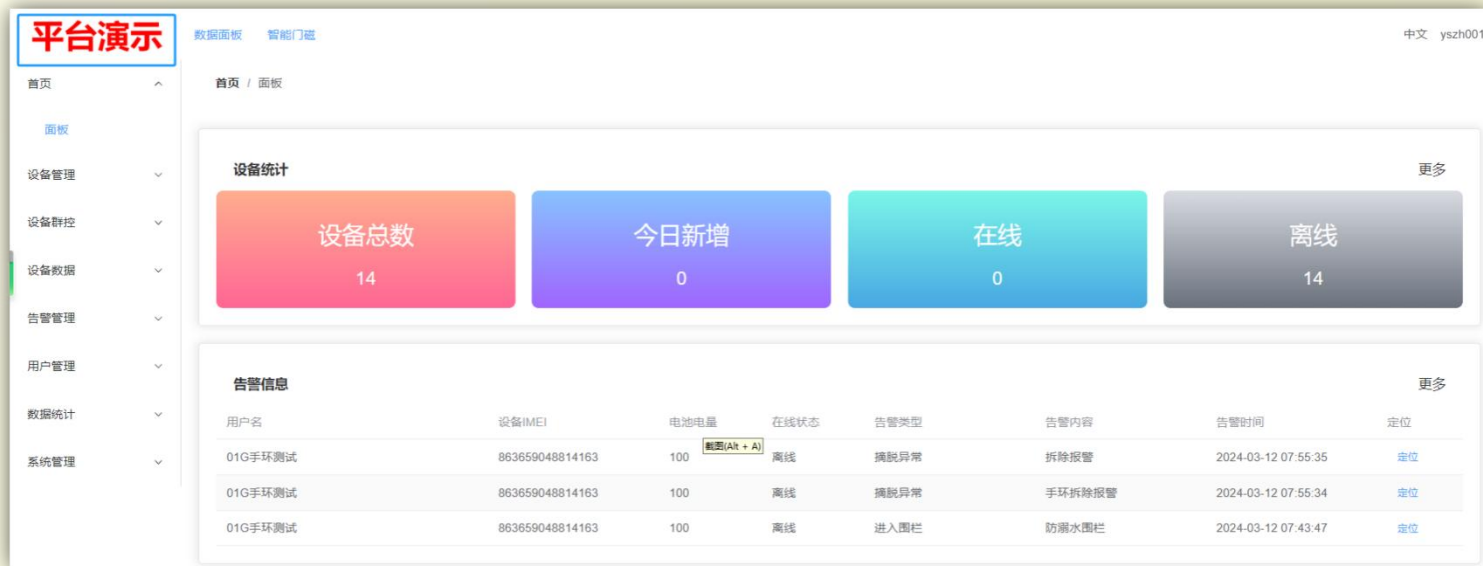 平台演示 数据面板 智能门磁 中文 yszh001
首页 首页 / 面板
面板
设备管理 设备统计 更多
设备群控 设备总数 今日新增 在线 离线
设备数据 14 0 0 14
告警管理
用户管理 告警信息 更多
数据统计 用户名 设备IMEI 电池电量 在线状态 告警类型 告警内容 告警时间 定位
截图(Alt + A)
系统管理 01G手环测试 863659048814163 100 离线 摘脱异常 拆除报警 2024-03-12 07:55:35 定位
01G手环测试 863659048814163 100 离线 摘脱异常 手环拆除报警 2024-03-12 07:55:34 定位
01G手环测试 863659048814163 100 离线 进入围栏 防溺水围栏 2024-03-12 07:43:47 定位